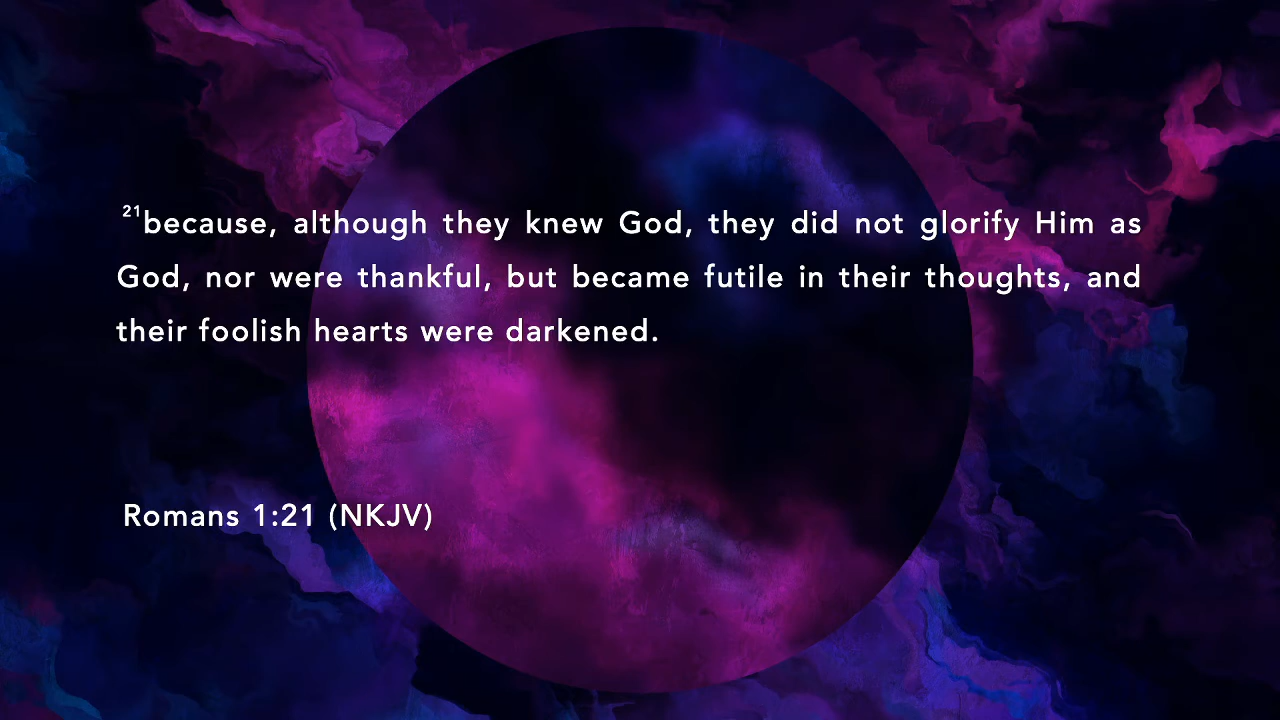 21because, although they knew God, they did not glorify Him as
God, nor were thankful, but became futile in their thoughts, and
their foolish hearts were darkened.
Romans 1:21 (NKJV)